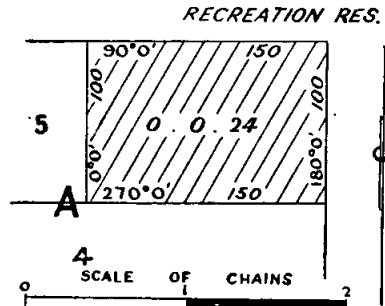 RECREATION RES.
90°0' 150
100 100
5 0 . 0 . 24
0°0' 180°0'
270°0' 150
A
4
SCALE OF CHAINS
0 1 2